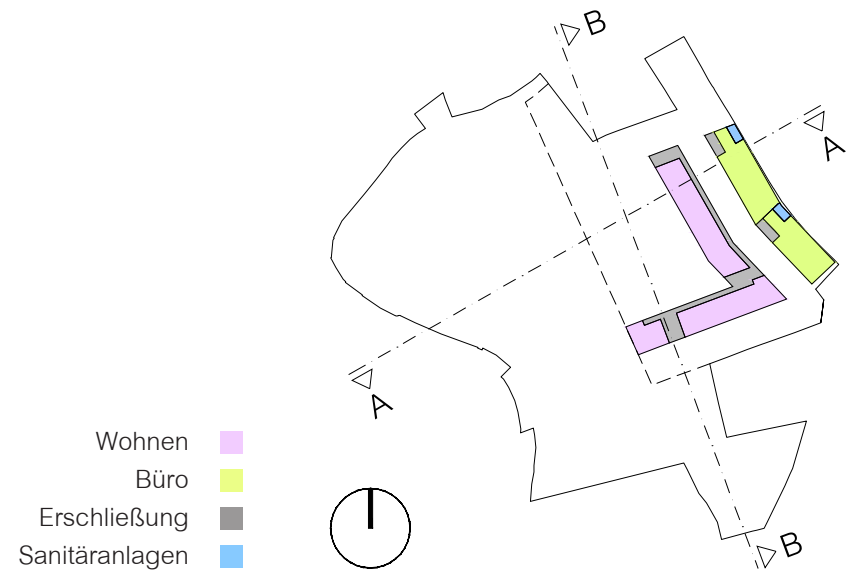 B
A
A
Wohnen
Büro
Erschließung
Sanitäranlagen
B